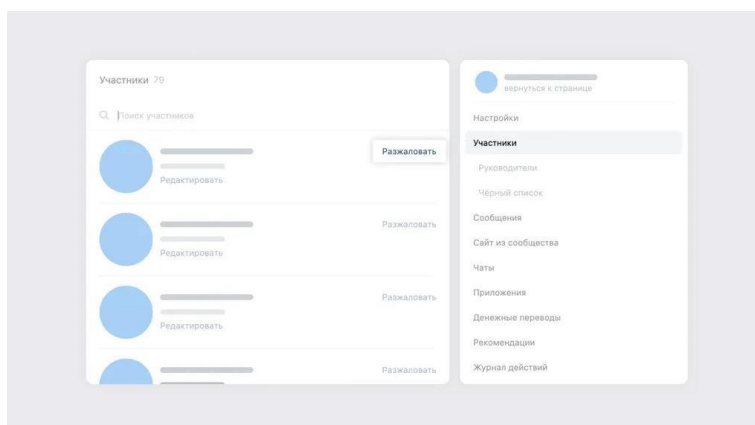 Участники 79
Поиск участников
Разжаловать
Редактировать
Разжаловать
Редактировать
Разжаловать
Редактировать
Разжаловать
вернуться к странице
Настройки
Участники
Руководители
Чёрный список
Сообщения
Сайт из сообщества
Чаты
Приложения
Денежные переводы
Рекомендации
Журнал действий